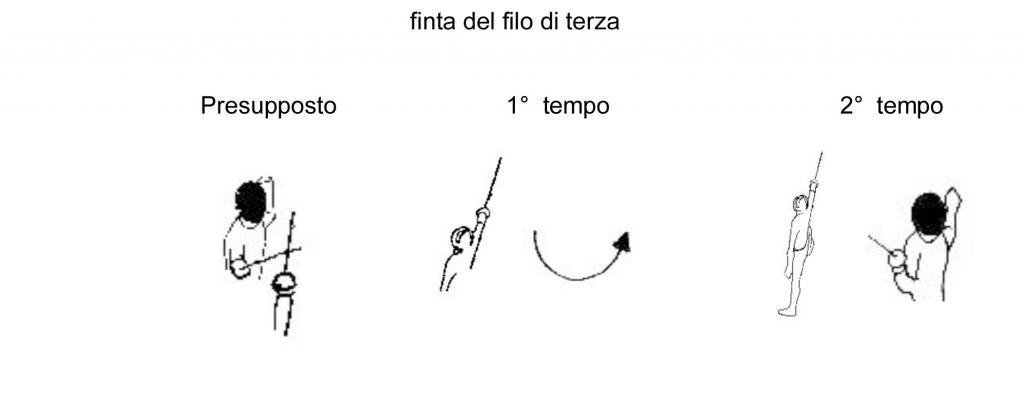 finta del filo di terza
Presupposto 1° tempo 2° tempo